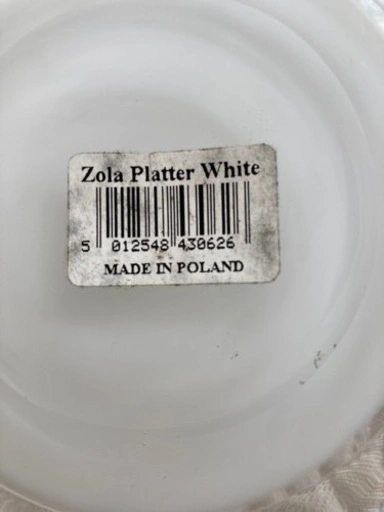 Zola Platter White
5 012548 430626
MADE IN POLAND